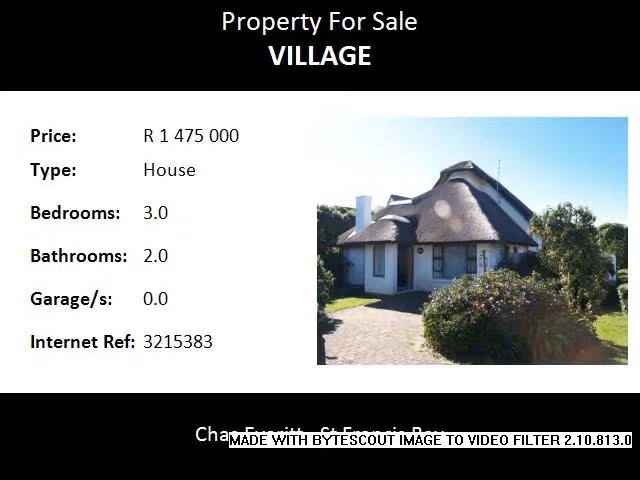 Property For Sale
VILLAGE
Price: R 1 475 000
Type: House
Bedrooms: 3.0
Bathrooms: 2.0
Garage/s: 0.0
Internet Ref: 3215383
MADE WITH BYTESCOUT IMAGE TO VIDEO FILTER 2.10.813.0